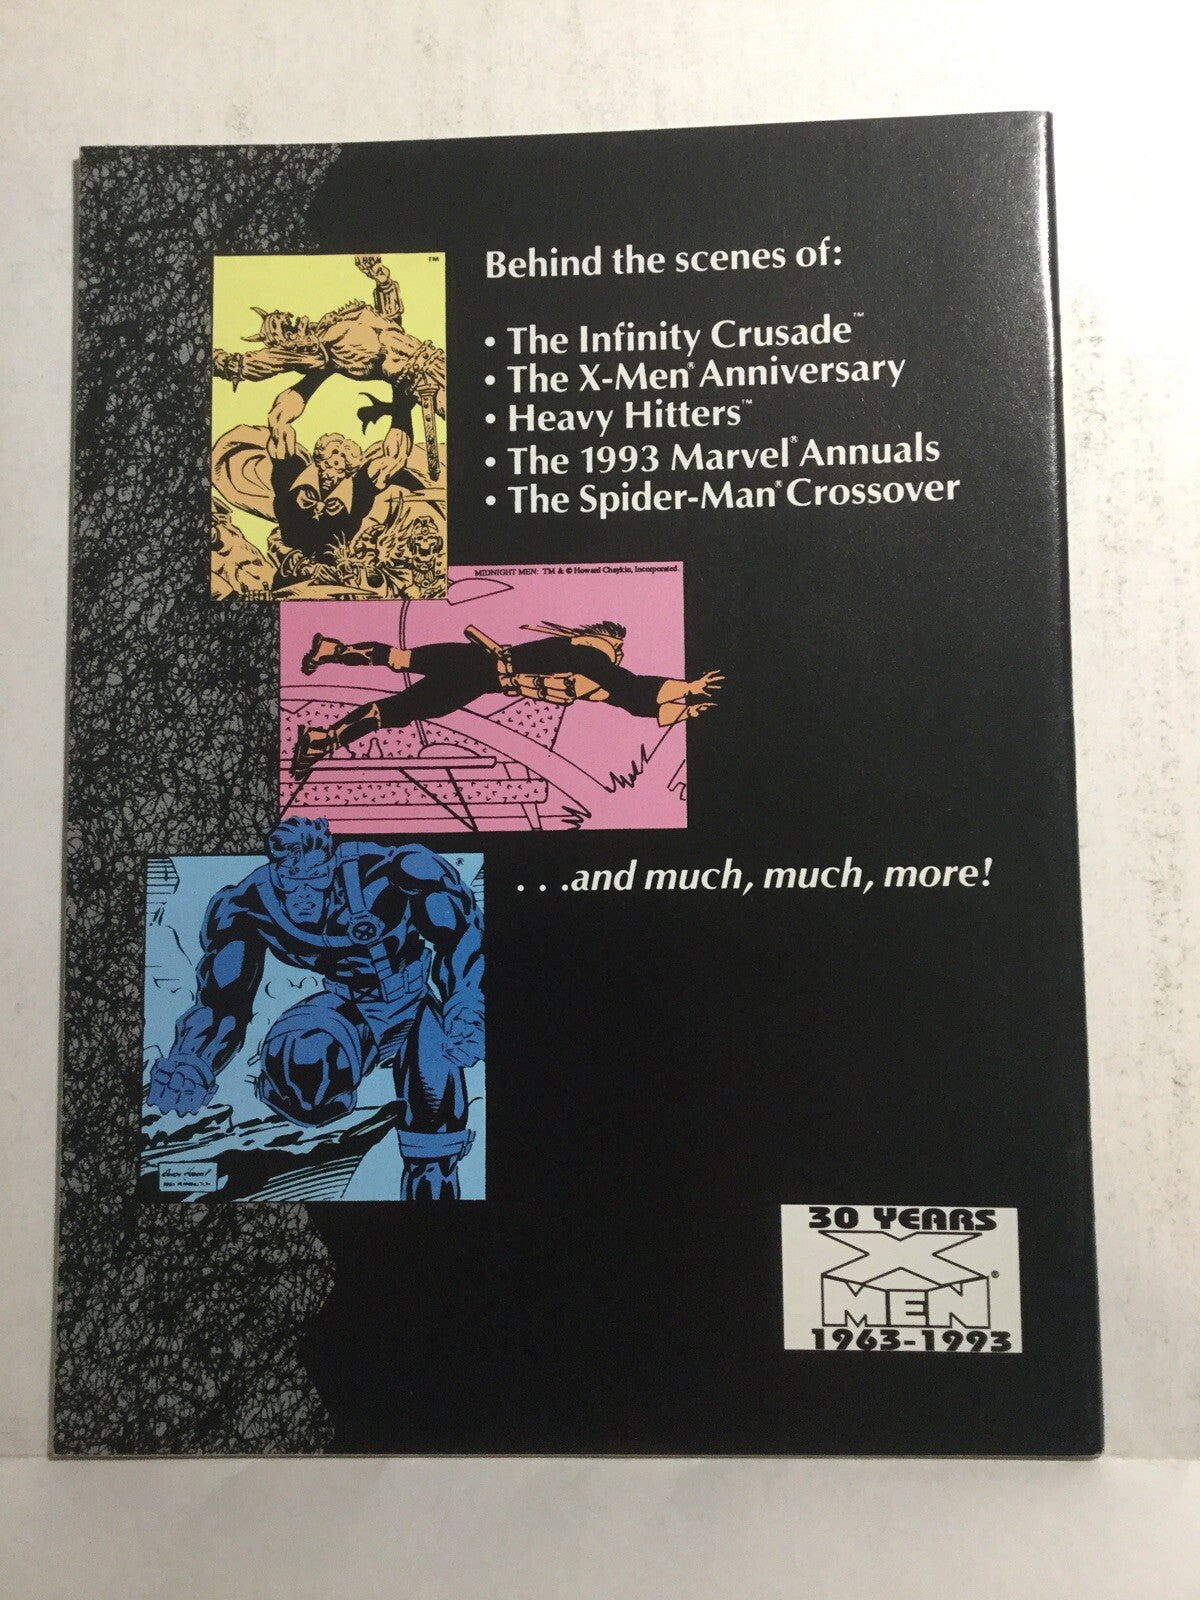 Behind the scenes of:
TM
• The Infinity Crusade™
• The X-Men® Anniversary
• Heavy Hitters™
• The 1993 Marvel® Annuals
• The Spider-Man® Crossover
MIDNIGHT MEN: TM & © Howard Chaykin, Incorporated.
. . .and much, much, more!
30 YEARS
X
MEN®
1963-1993